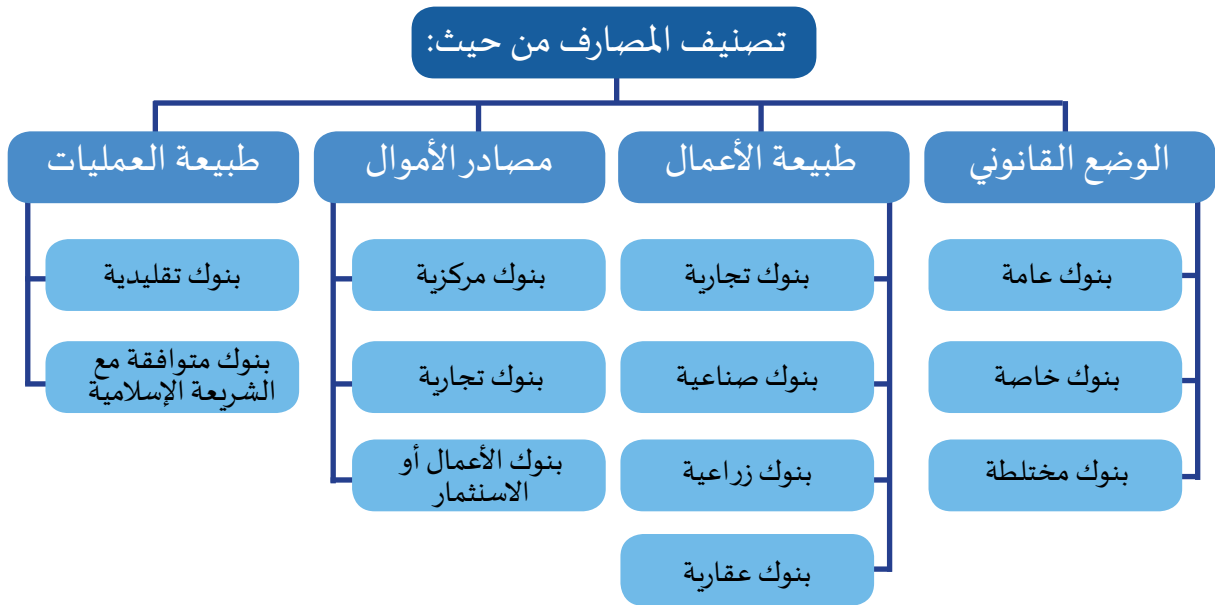 تصنيف المصارف من حيث:
الوضع القانوني
بنوك عامة
بنوك خاصة
بنوك مختلطة
طبيعة الأعمال
بنوك تجارية
بنوك صناعية
بنوك زراعية
بنوك عقارية
مصادر الأموال
بنوك مركزية
بنوك تجارية
بنوك الأعمال أو
الاستثمار
طبيعة العمليات
بنوك تقليدية
بنوك متوافقة مع
الشريعة الإسلامية